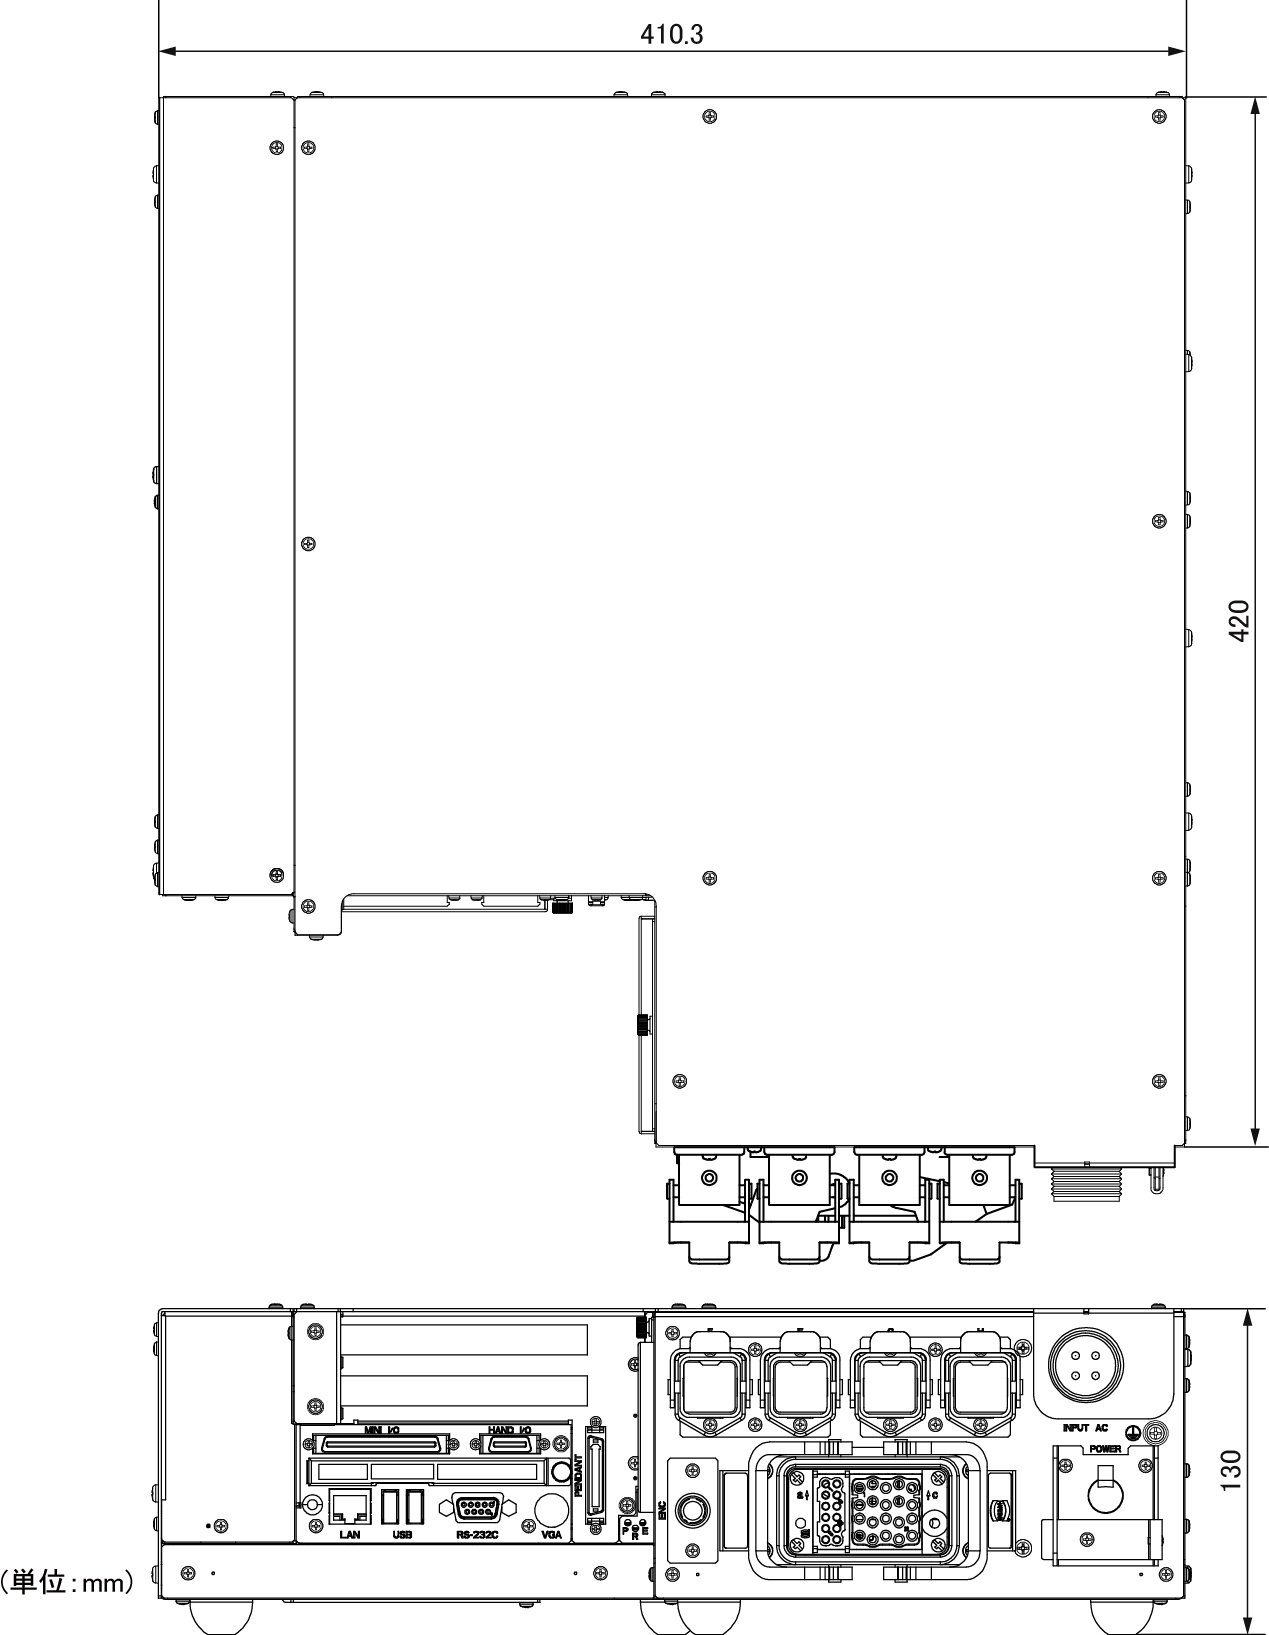 410.3
420
MINI I/O
HAND I/O
INPUT AC
POWER
PENDANT
ENC
130
LAN
USB
RS-232C
VGA
P
R
E
(単位:mm)